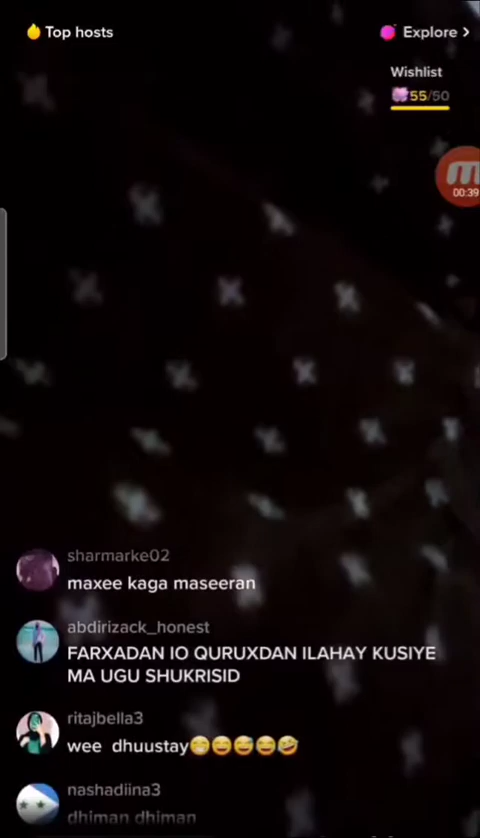 Top hosts
Explore >
Wishlist
55/50
00:39
sharmarke02
maxee kaga maseeran
abdirizack_honest
FARXADAN IO QURUXDAN ILAHAY KUSIYE
MA UGU SHUKRISID
ritajbella3
wee dhuustay😁😄😅😂🤣
nashadiina3
dhiman dhiman